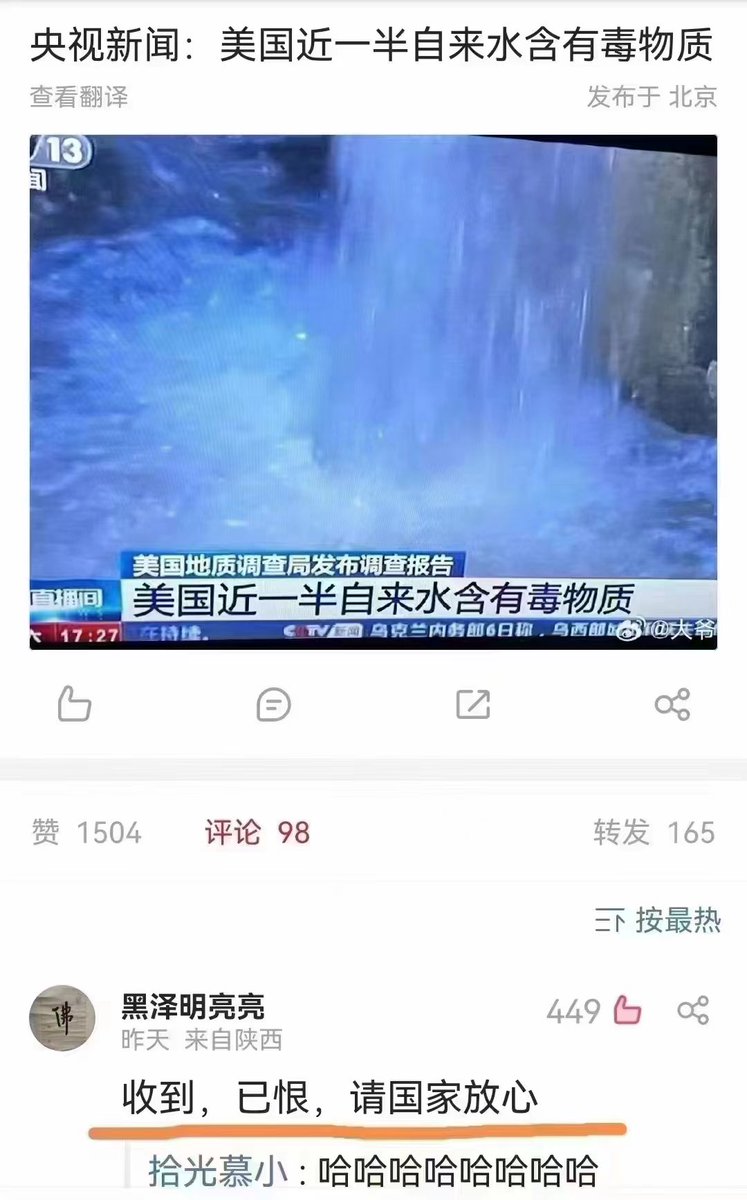 央视新闻：美国近一半自来水含有毒物质
查看翻译 发布于 北京
/13
闻
美国地质调查局发布调查报告
直播间 美国近一半自来水含有毒物质
17:27 在持续。 CCTV新闻 乌克兰内务部6日称，乌西部 @大爷
赞 1504 评论 98 转发 165
按最热
佛
黑泽明亮亮 449
昨天 来自陕西
收到，已恨，请国家放心
拾光慕小：哈哈哈哈哈哈哈哈